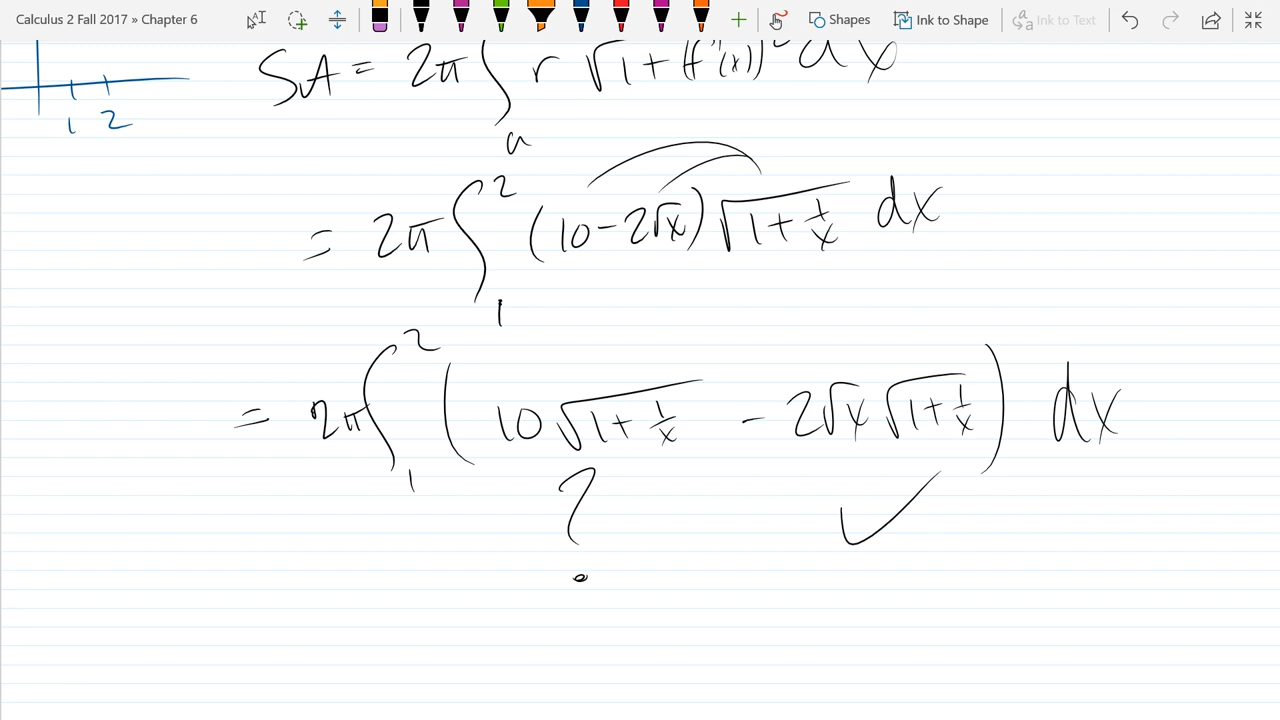 Calculus 2 Fall 2017 » Chapter 6
Shapes
Ink to Shape
Ink to Text
SA = 2π ∫ₐ r √1 + (f'(x))² dx
1 2
= 2π ∫₁² (10 - 2√x) √(1 + 1/x) dx
= 2π ∫₁² ( 10 √(1 + 1/x) - 2√x √(1 + 1/x) ) dx
? ✓